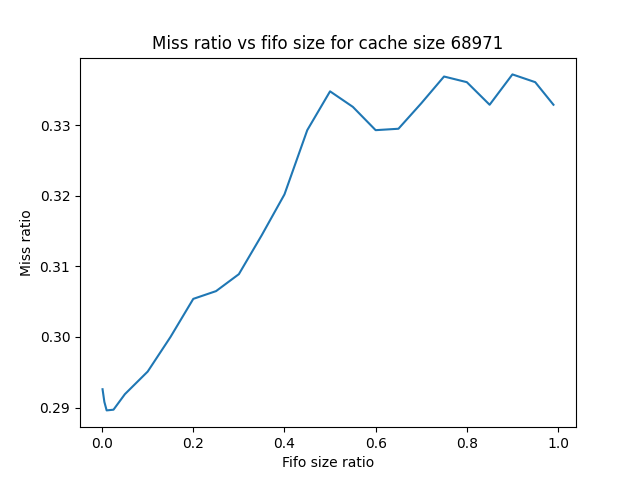 Miss ratio vs fifo size for cache size 68971
Miss ratio
0.33
0.32
0.31
0.30
0.29
0.0 0.2 0.4 0.6 0.8 1.0
Fifo size ratio